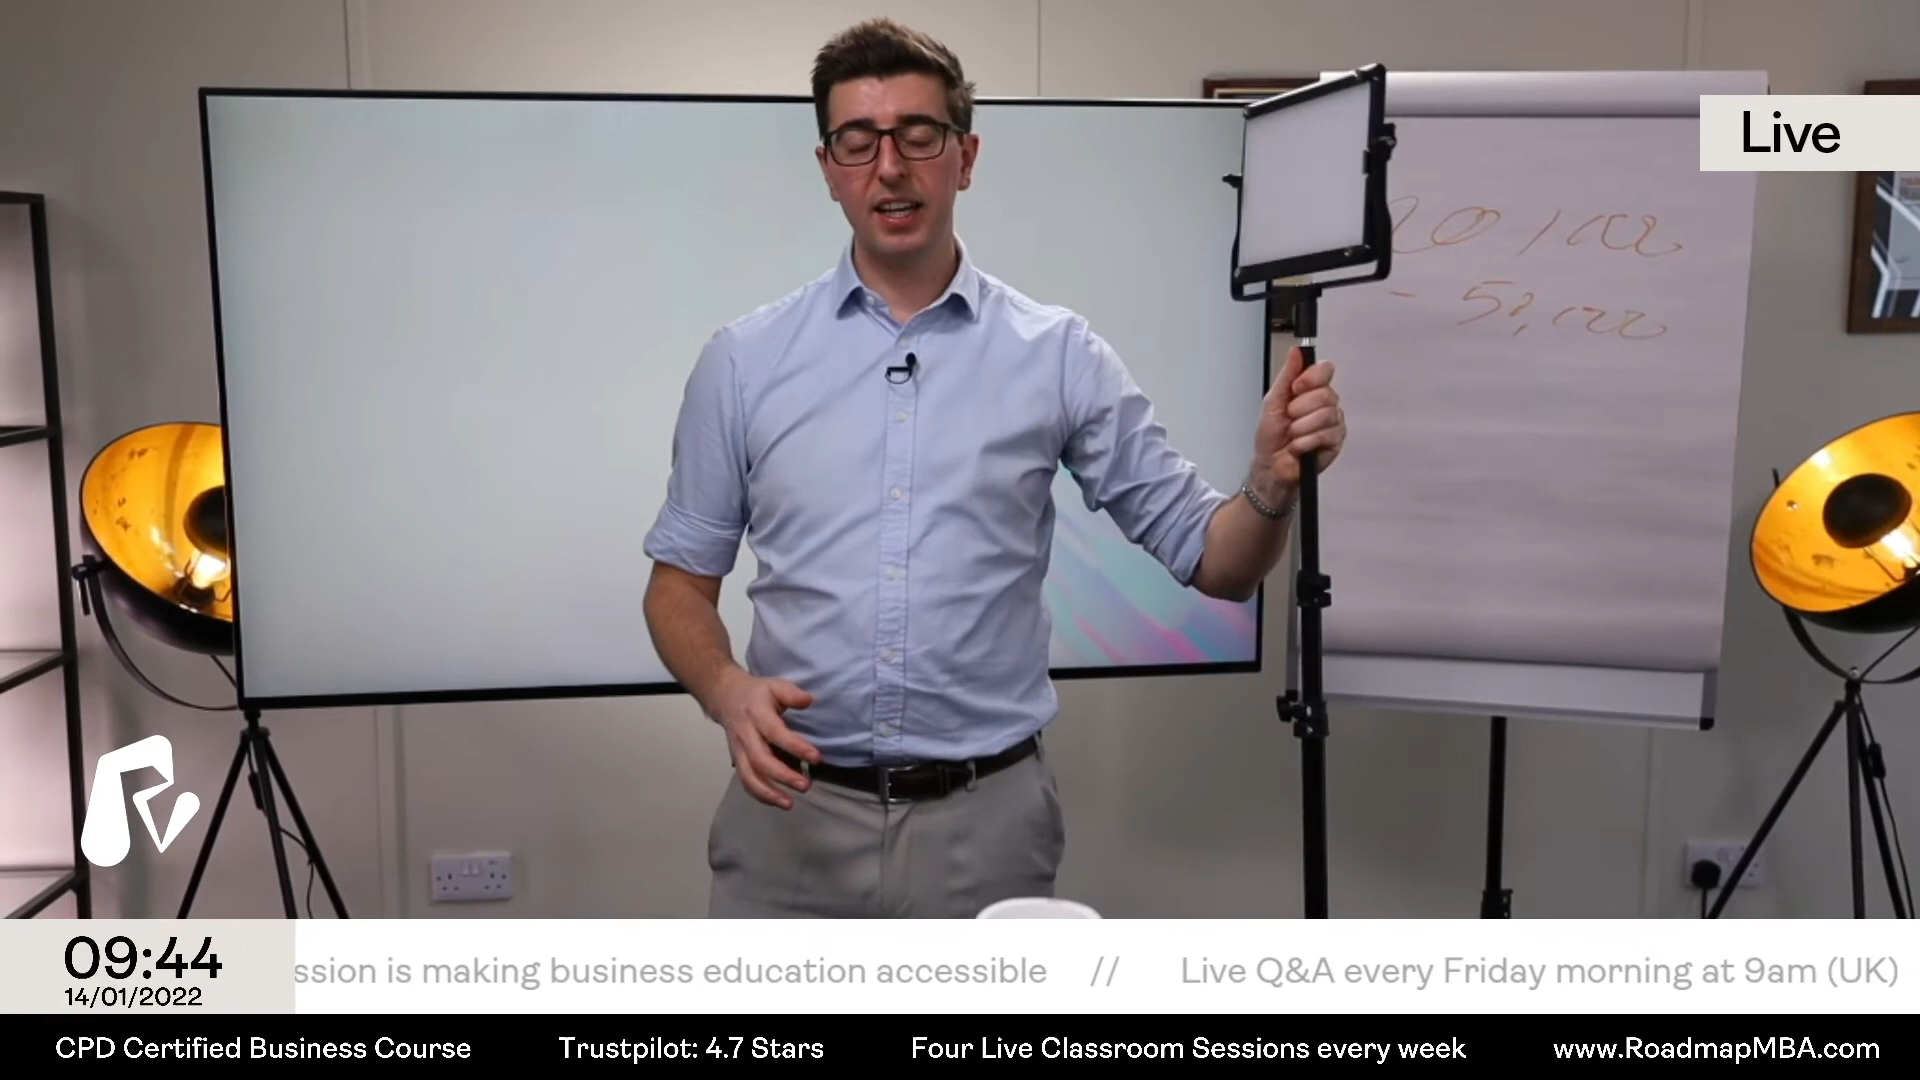 Live
09:44
14/01/2022
ssion is making business education accessible // Live Q&A every Friday morning at 9am (UK)
CPD Certified Business Course Trustpilot: 4.7 Stars Four Live Classroom Sessions every week www.RoadmapMBA.com